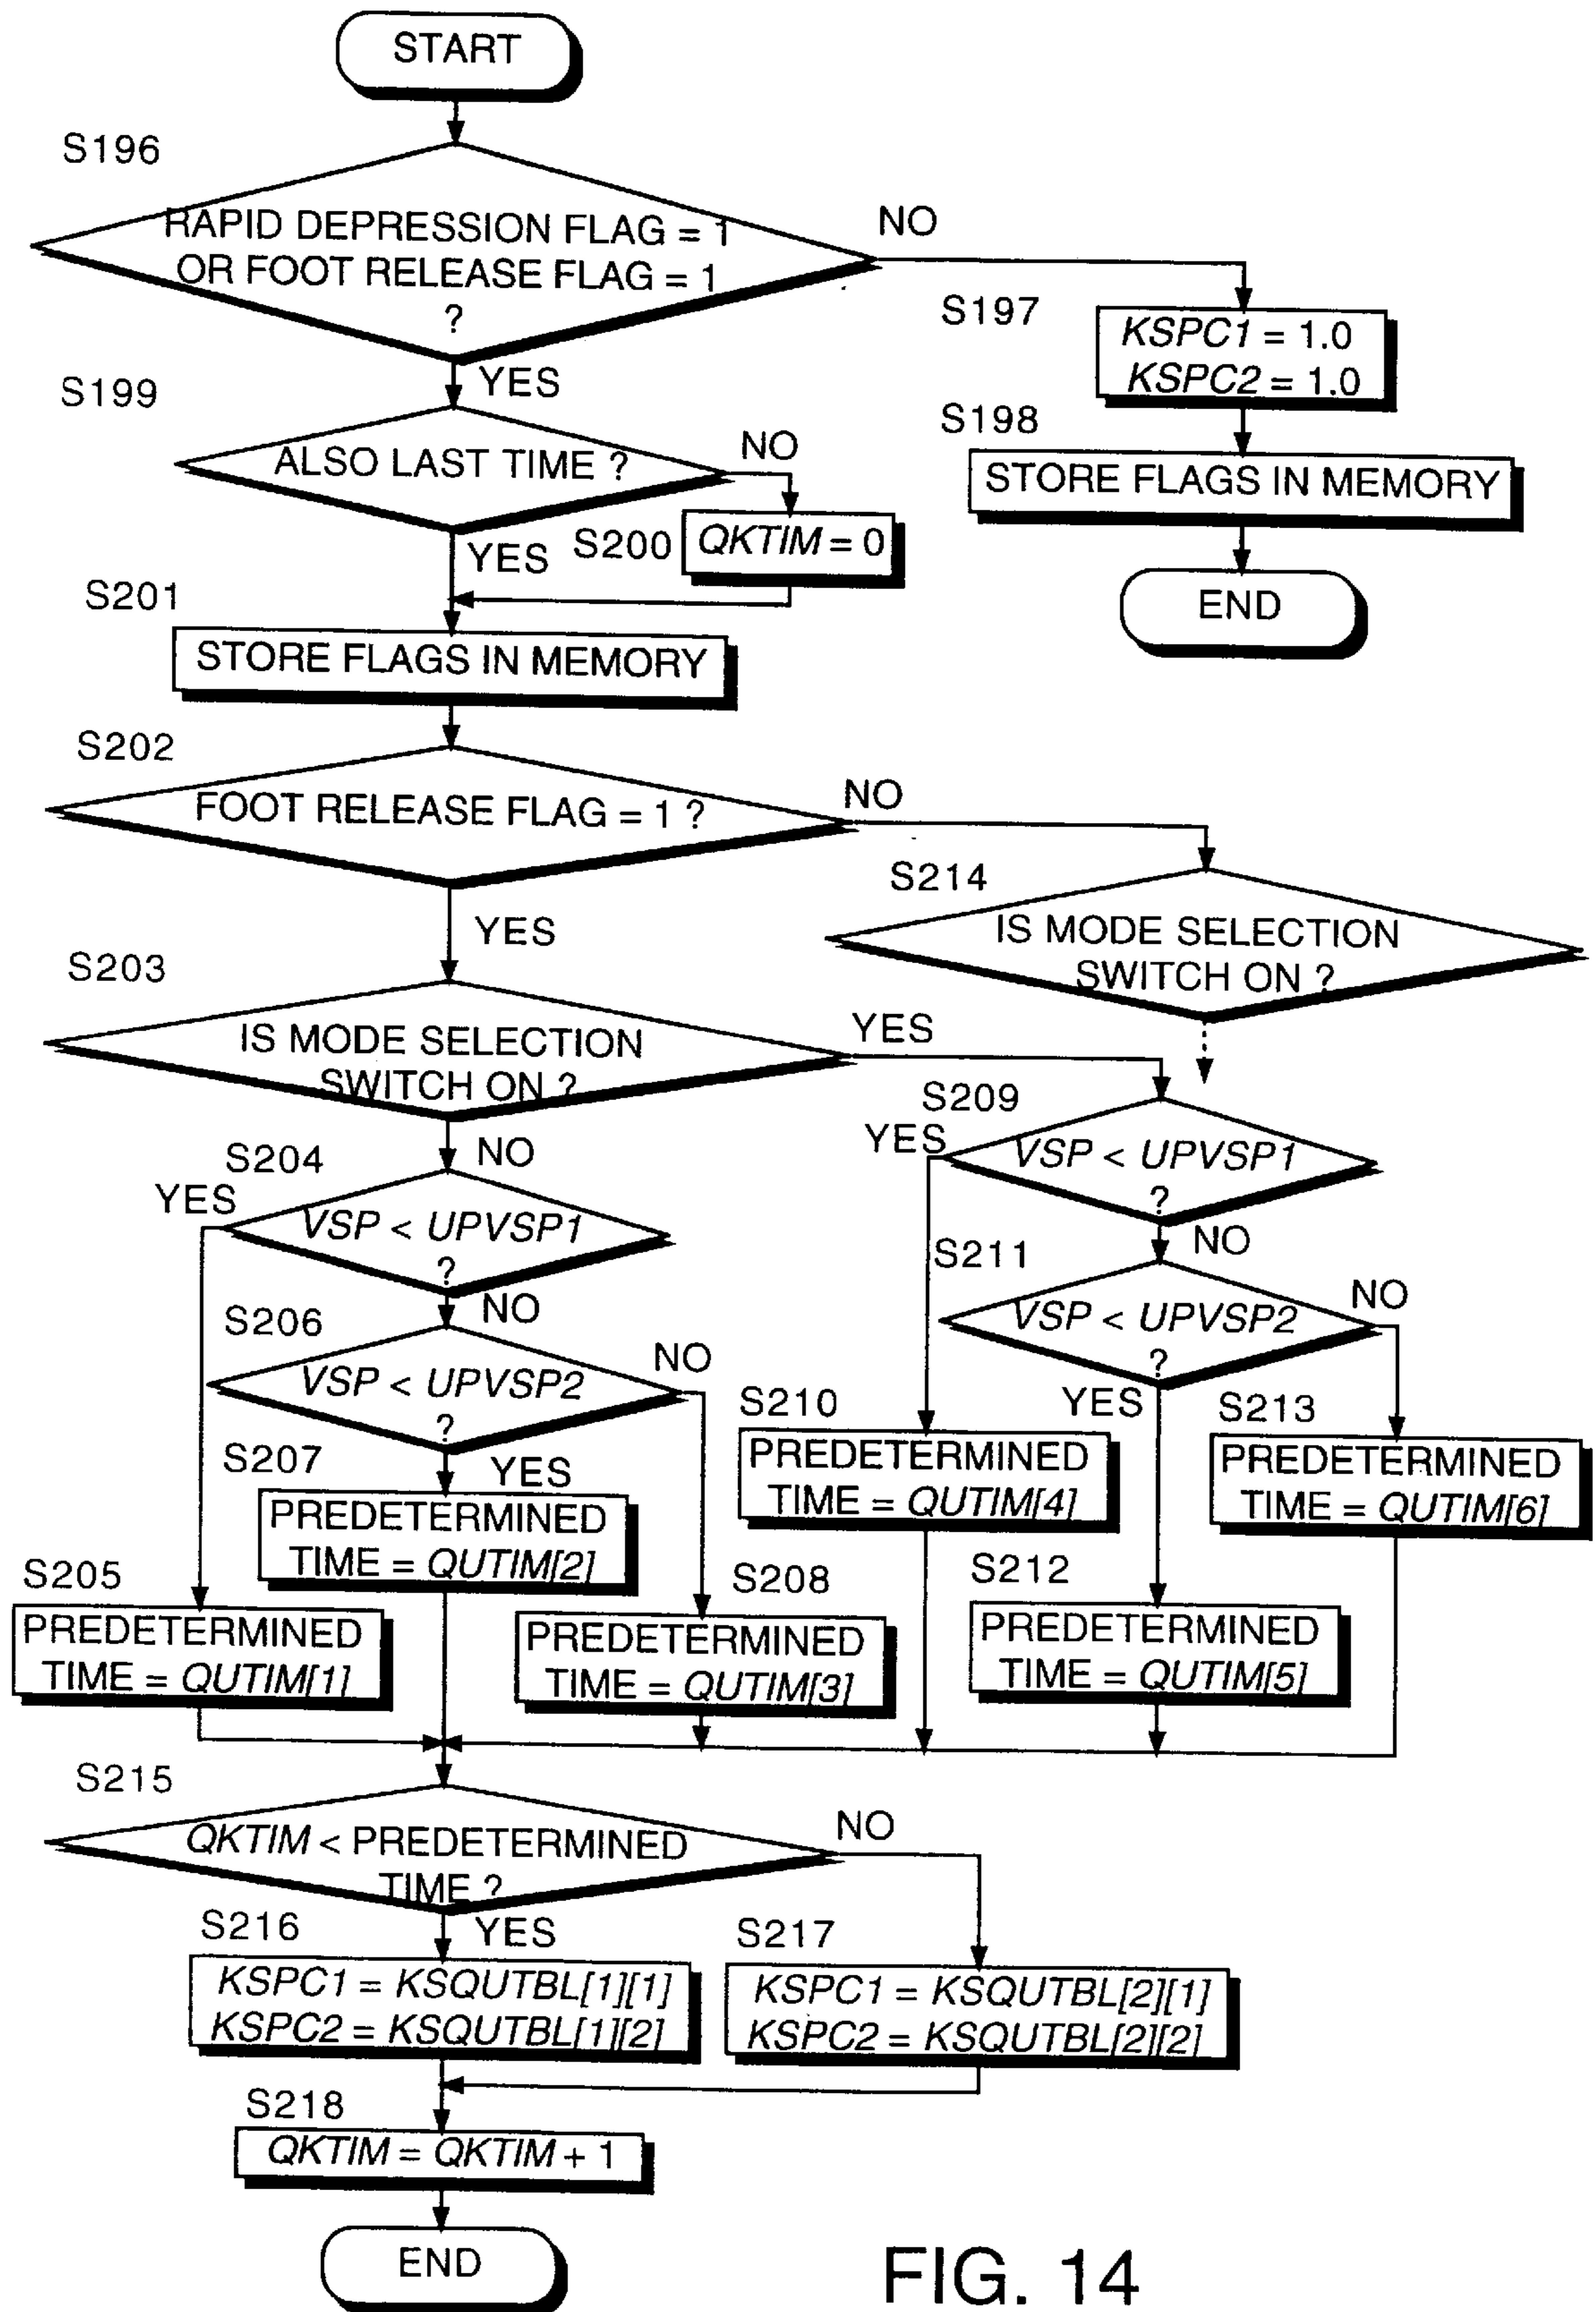 START
S196
RAPID DEPRESSION FLAG = 1
OR FOOT RELEASE FLAG = 1
?
NO
S197
KSPC1 = 1.0
KSPC2 = 1.0
YES
S199
ALSO LAST TIME ?
NO
S198
STORE FLAGS IN MEMORY
YES
S200
QKTIM = 0
END
S201
STORE FLAGS IN MEMORY
S202
FOOT RELEASE FLAG = 1 ?
NO
S214
IS MODE SELECTION
SWITCH ON ?
YES
S203
IS MODE SELECTION
SWITCH ON ?
YES
S209
YES
VSP < UPVSP1
?
NO
NO
S204
YES
VSP < UPVSP1
?
NO
S211
VSP < UPVSP2
?
NO
YES
S206
VSP < UPVSP2
?
NO
YES
S210
PREDETERMINED
TIME = QUTIM[4]
S213
PREDETERMINED
TIME = QUTIM[6]
S207
PREDETERMINED
TIME = QUTIM[2]
S205
PREDETERMINED
TIME = QUTIM[1]
S208
PREDETERMINED
TIME = QUTIM[3]
S212
PREDETERMINED
TIME = QUTIM[5]
S215
QKTIM < PREDETERMINED
TIME ?
NO
YES
S216
KSPC1 = KSQUTBL[1][1]
KSPC2 = KSQUTBL[1][2]
S217
KSPC1 = KSQUTBL[2][1]
KSPC2 = KSQUTBL[2][2]
S218
QKTIM = QKTIM + 1
END
FIG. 14